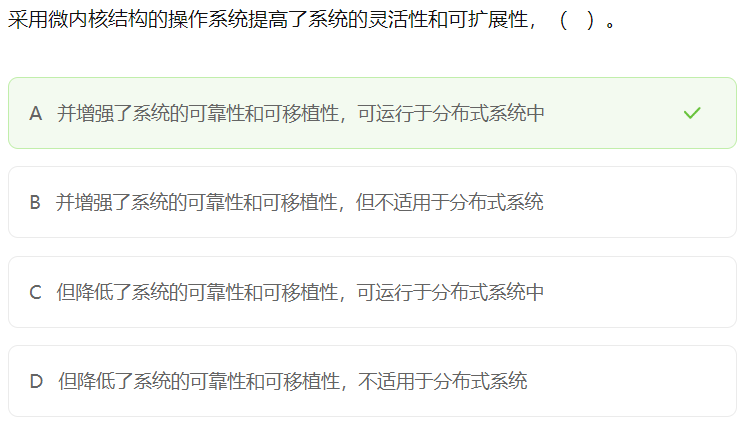 采用微内核结构的操作系统提高了系统的灵活性和可扩展性，（ ）。
A 并增强了系统的可靠性和可移植性，可运行于分布式系统中
B 并增强了系统的可靠性和可移植性，但不适用于分布式系统
C 但降低了系统的可靠性和可移植性，可运行于分布式系统中
D 但降低了系统的可靠性和可移植性，不适用于分布式系统